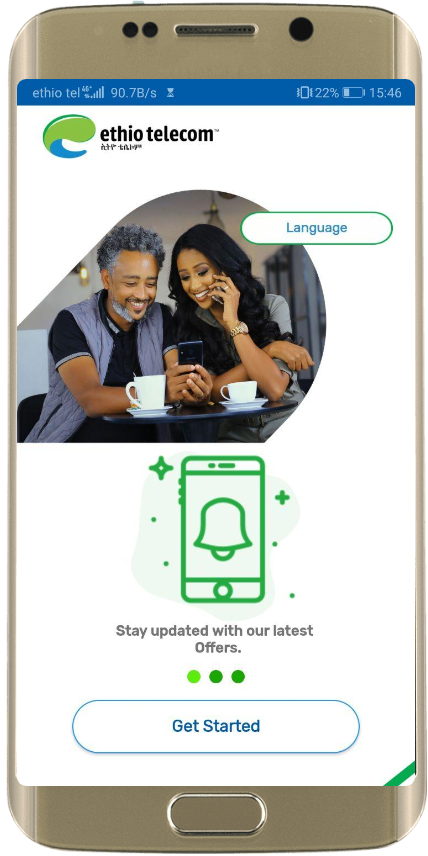 ethio tel 4G+ 90.7B/s 22% 15:46
ethio telecom™
ኢትዮ ቴሌኮም
Language
Stay updated with our latest
Offers.
Get Started